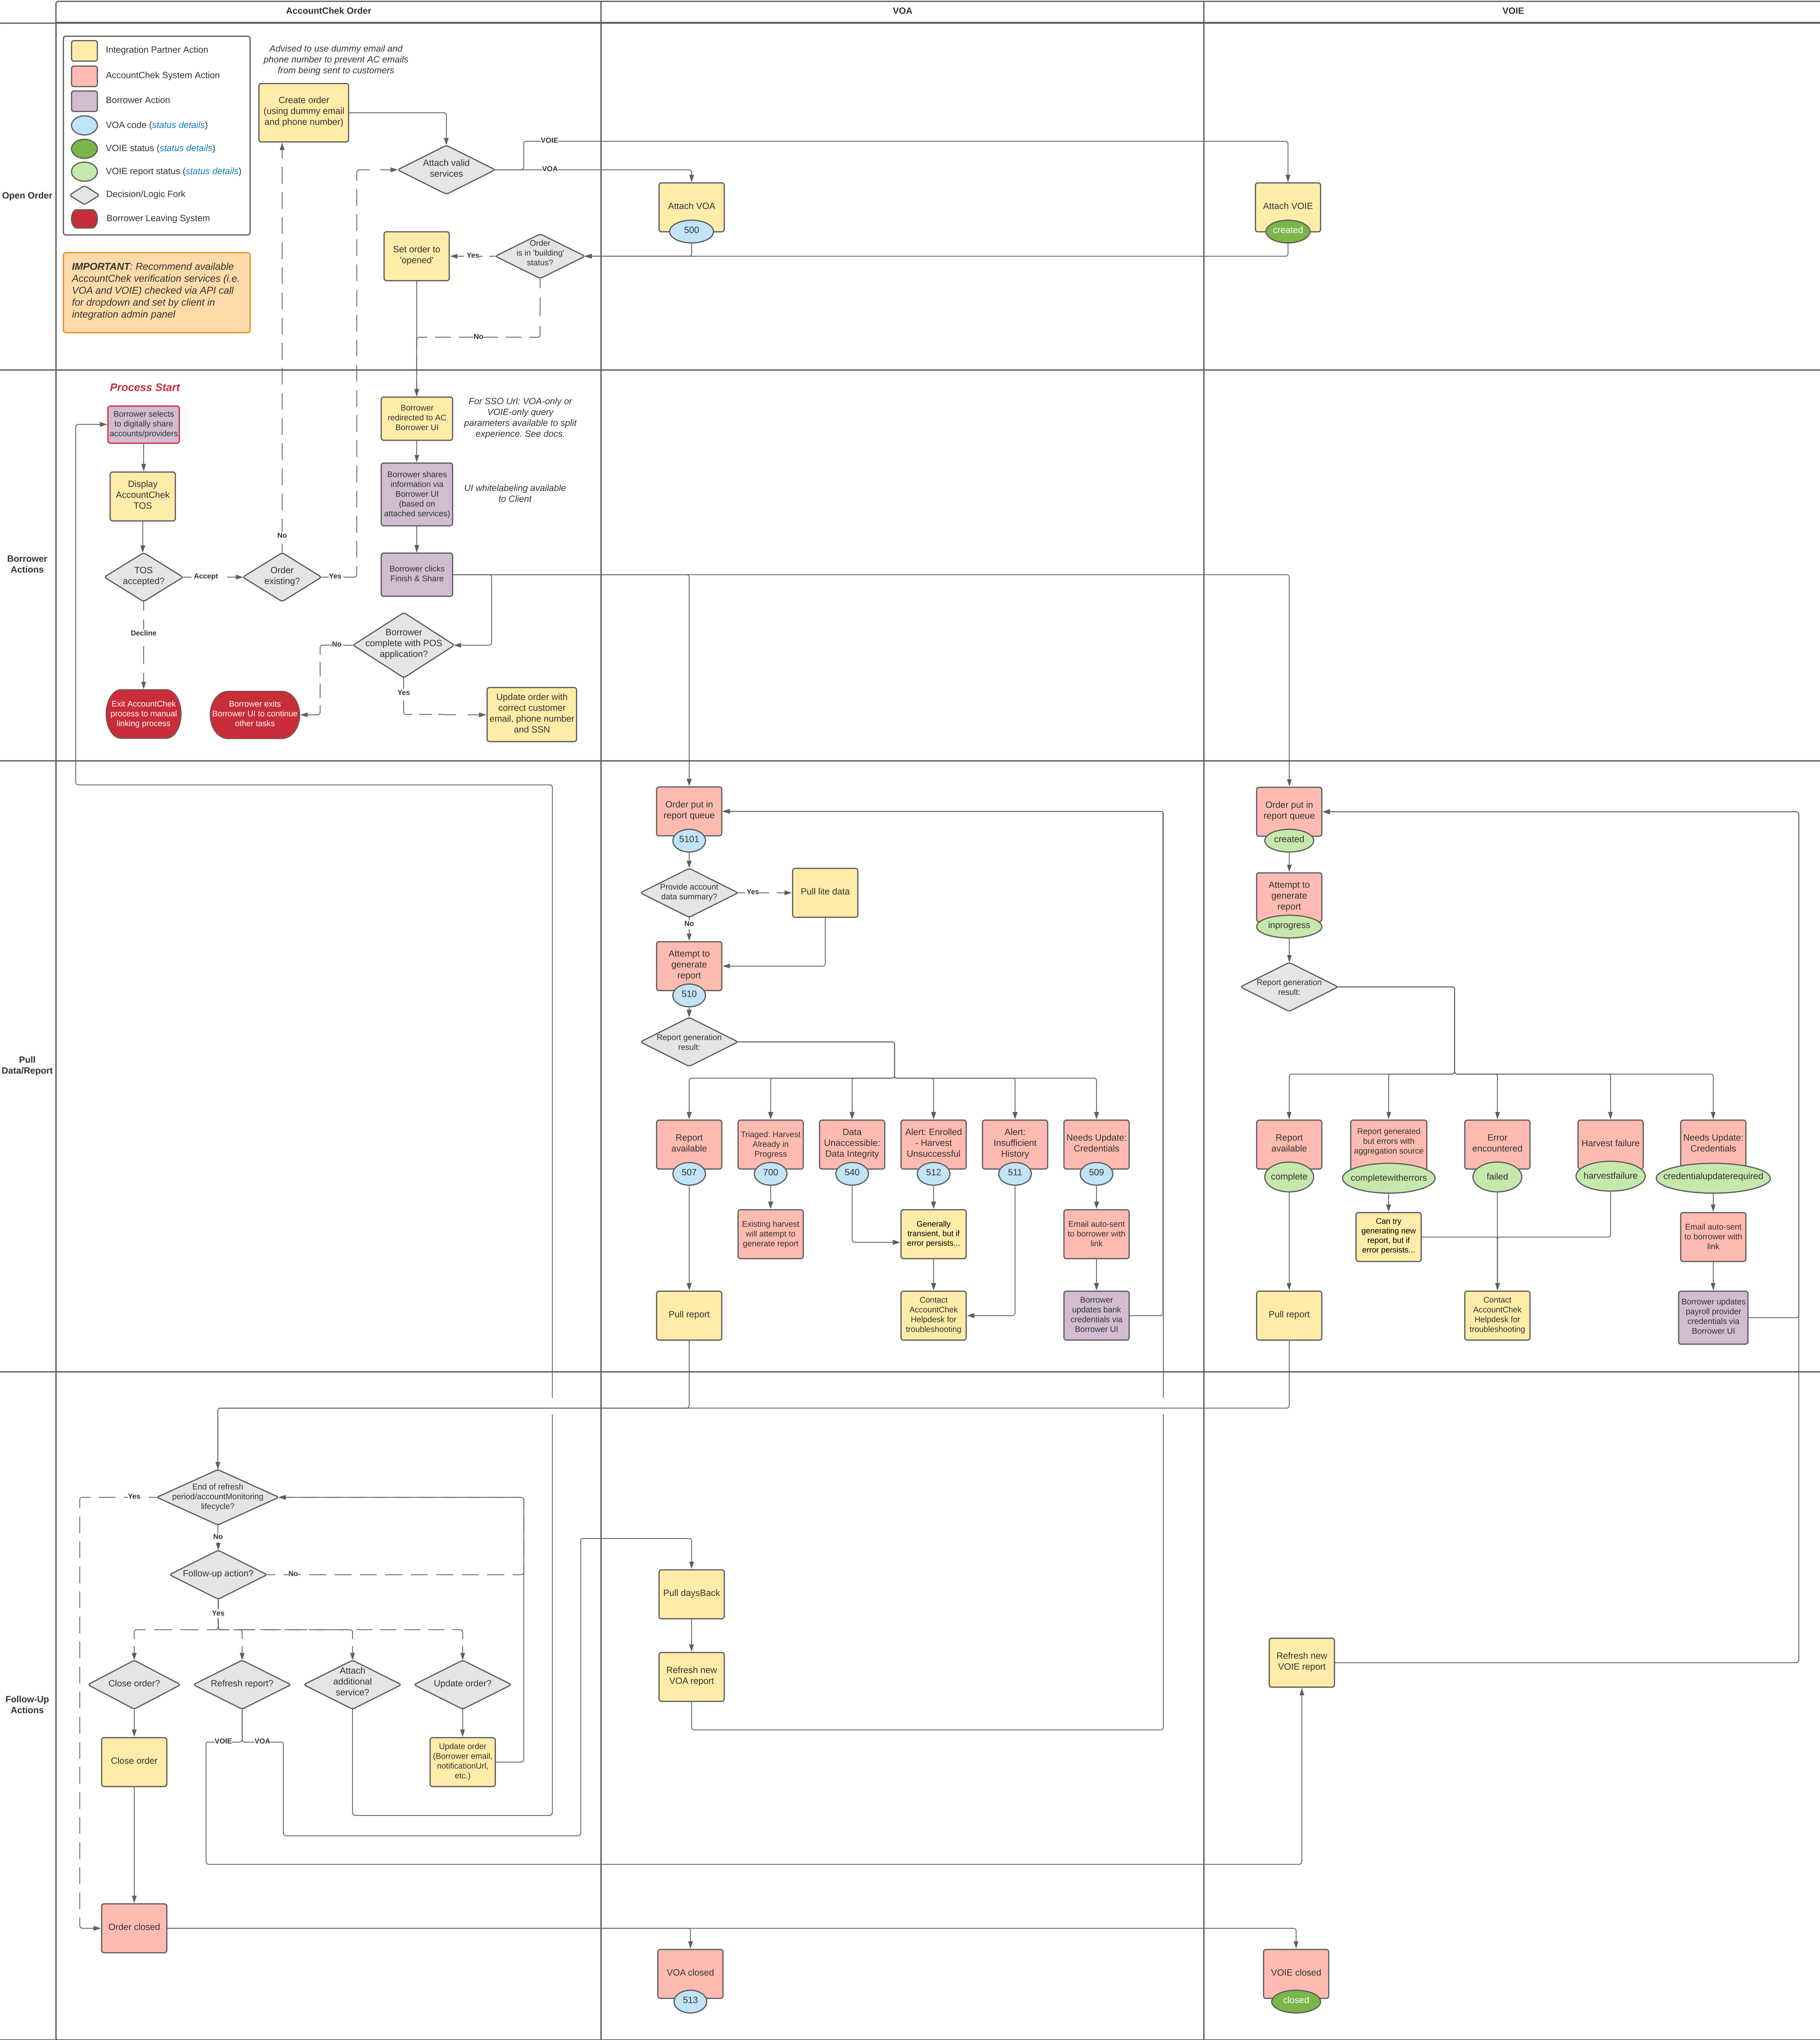 AccountChek Order
VOA
VOIE
Open Order
Integration Partner Action
AccountChek System Action
Borrower Action
VOA code (status details)
VOIE status (status details)
VOIE report status (status details)
Decision/Logic Fork
Borrower Leaving System
IMPORTANT: Recommend available
AccountChek verification services (i.e.
VOA and VOIE) checked via API call
for dropdown and set by client in
integration admin panel
Advised to use dummy email and
phone number to prevent AC emails
from being sent to customers
Create order
(using dummy email
and phone number)
Attach valid
services
VOIE
VOA
Attach VOA
500
Attach VOIE
created
Order
is in 'building'
status?
Yes
Set order to
'opened'
No
Borrower
Actions
Process Start
Borrower selects
to digitally share
accounts/providers
Display
AccountChek
TOS
TOS
accepted?
Accept
Order
existing?
No
Yes
Decline
Exit AccountChek
process to manual
linking process
Borrower
redirected to AC
Borrower UI
For SSO Url: VOA-only or
VOIE-only query
parameters available to split
experience. See docs.
Borrower shares
information via
Borrower UI
(based on
attached services)
UI whitelabeling available
to Client
Borrower clicks
Finish & Share
Borrower
complete with POS
application?
No
Yes
Borrower exits
Borrower UI to continue
other tasks
Update order with
correct customer
email, phone number
and SSN
Pull
Data/Report
Order put in
report queue
5101
Provide account
data summary?
Yes
Pull lite data
No
Attempt to
generate
report
510
Report generation
result:
Report
available
507
Triaged: Harvest
Already in
Progress
700
Data
Unaccessible:
Data Integrity
540
Alert: Enrolled
- Harvest
Unsuccessful
512
Alert:
Insufficient
History
511
Needs Update:
Credentials
509
Existing harvest
will attempt to
generate report
Generally
transient, but if
error persists...
Email auto-sent
to borrower with
link
Pull report
Contact
AccountChek
Helpdesk for
troubleshooting
Borrower
updates bank
credentials via
Borrower UI
Order put in
report queue
created
Attempt to
generate
report
inprogress
Report generation
result:
Report
available
complete
Report generated
but errors with
aggregation source
completewitherrors
Error
encountered
failed
Harvest failure
harvestfailure
Needs Update:
Credentials
credentialupdaterequired
Can try
generating new
report, but if
error persists...
Email auto-sent
to borrower with
link
Pull report
Contact
AccountChek
Helpdesk for
troubleshooting
Borrower updates
payroll provider
credentials via
Borrower UI
Follow-Up
Actions
End of refresh
period/accountMonitoring
lifecycle?
Yes
No
Follow-up action?
No
Yes
Close order?
Refresh report?
Attach
additional
service?
Update order?
VOIE
VOA
Close order
Update order
(Borrower email,
notificationUrl,
etc.)
Order closed
Pull daysBack
Refresh new
VOA report
Refresh new
VOIE report
VOA closed
513
VOIE closed
closed